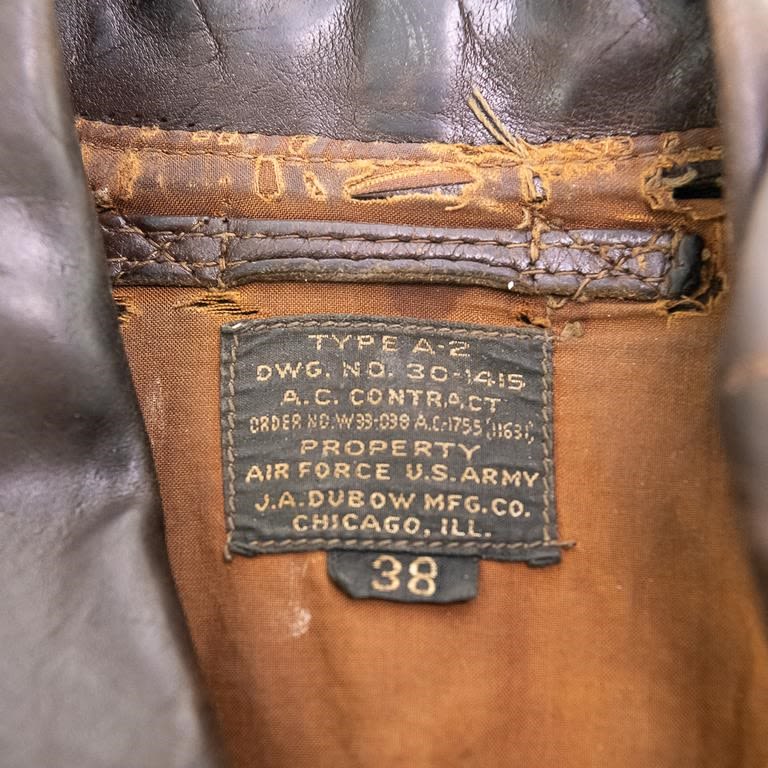 TYPE A-2
DWG. NO. 30-1415
A.C. CONTRACT
ORDER NO. W33-038 A.C.-1755 (11631)
PROPERTY
AIR FORCE U.S. ARMY
J.A. DUBOW MFG. CO.
CHICAGO, ILL.
38